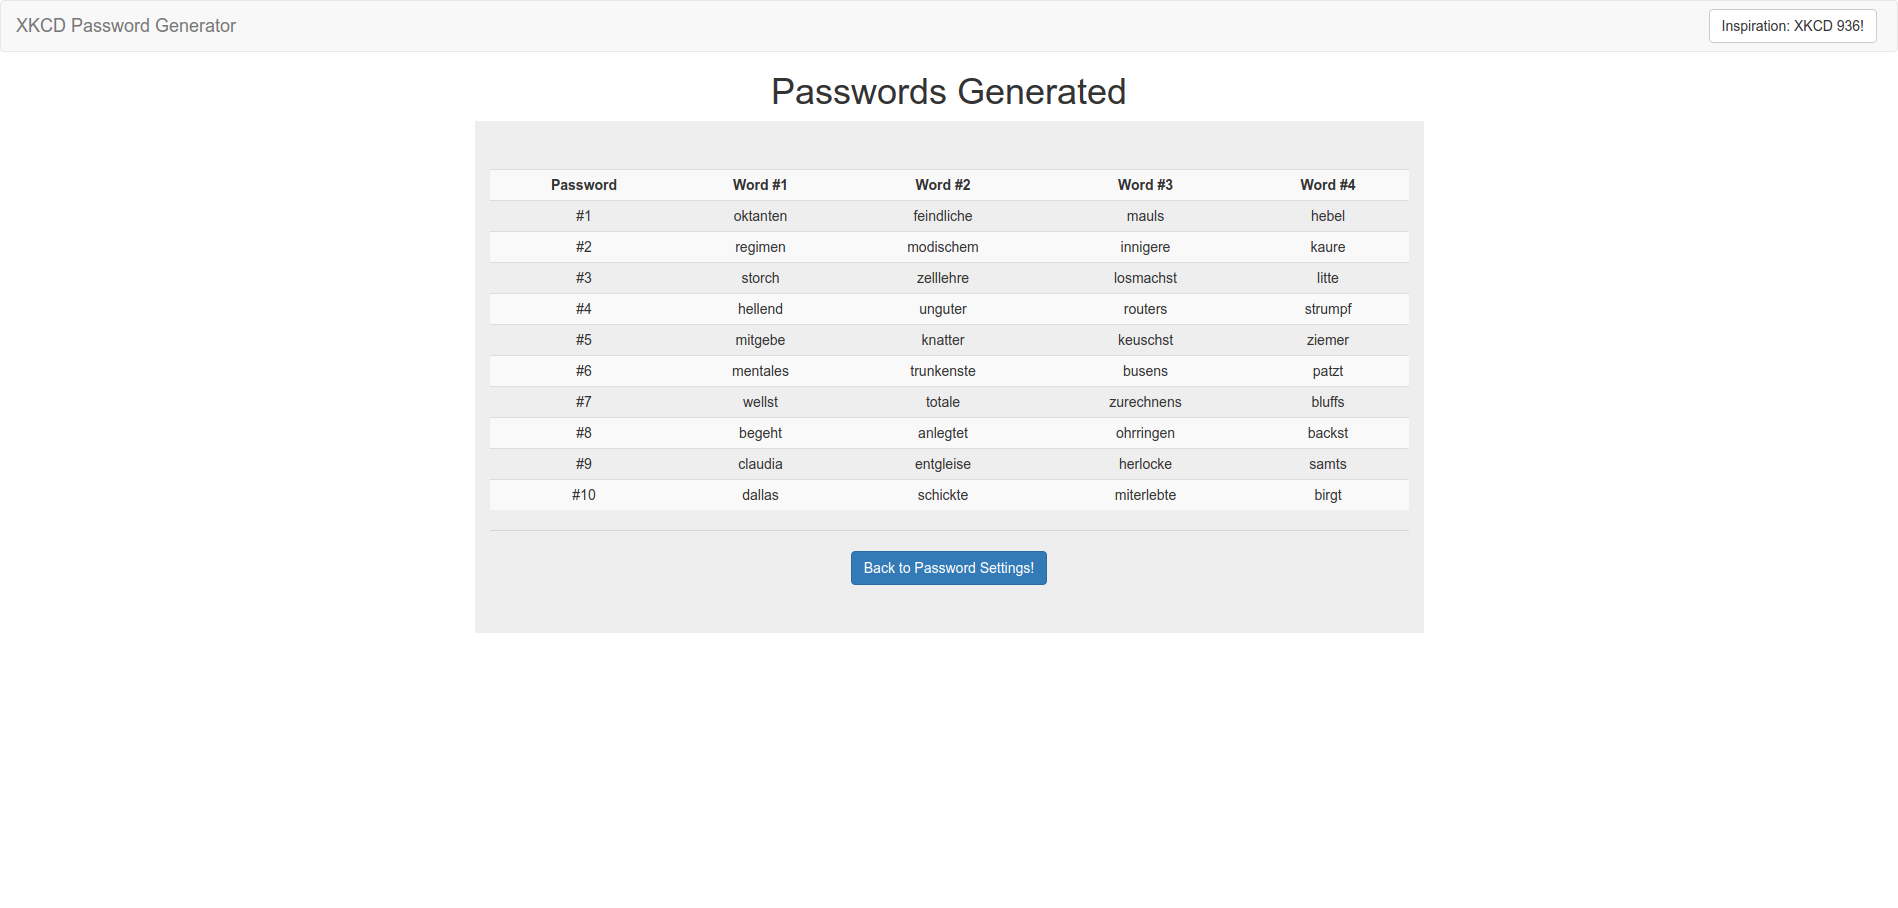 XKCD Password Generator
Inspiration: XKCD 936!
Passwords Generated
Password Word #1 Word #2 Word #3 Word #4
#1 oktanten feindliche mauls hebel
#2 regimen modischem innigere kaure
#3 storch zelllehre losmachst litte
#4 hellend unguter routers strumpf
#5 mitgebe knatter keuschst ziemer
#6 mentales trunkenste busens patzt
#7 wellst totale zurechnens bluffs
#8 begeht anlegtet ohrringen backst
#9 claudia entgleise herlocke samts
#10 dallas schickte miterlebte birgt
Back to Password Settings!